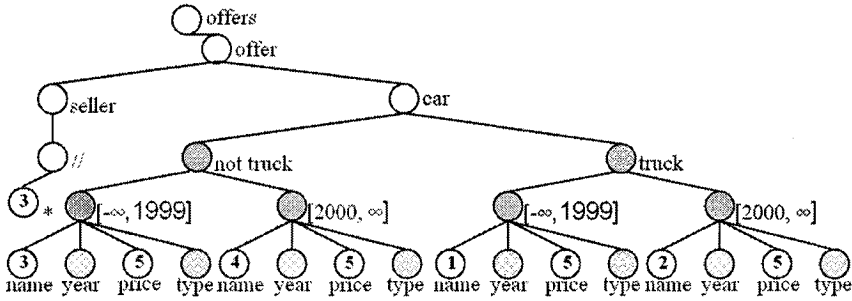 offers
offer
seller car
// not truck truck
3 * [-∞, 1999] [2000, ∞] [-∞, 1999] [2000, ∞]
3 5 4 5 1 5 2 5
name year price type name year price type name year price type name year price type